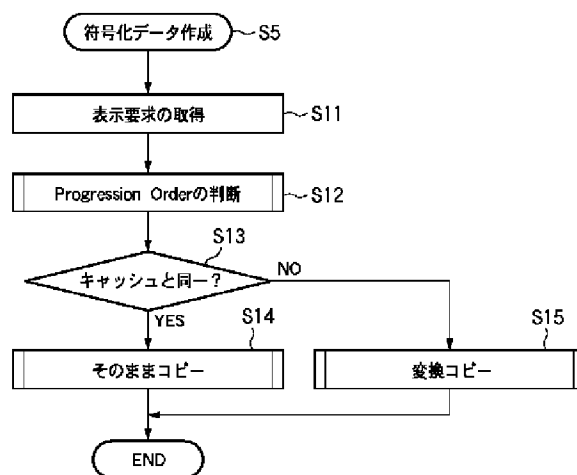 符号化データ作成 S5
表示要求の取得 S11
Progression Orderの判断 S12
S13
キャッシュと同一？ NO
YES
S14 S15
そのままコピー 変換コピー
END